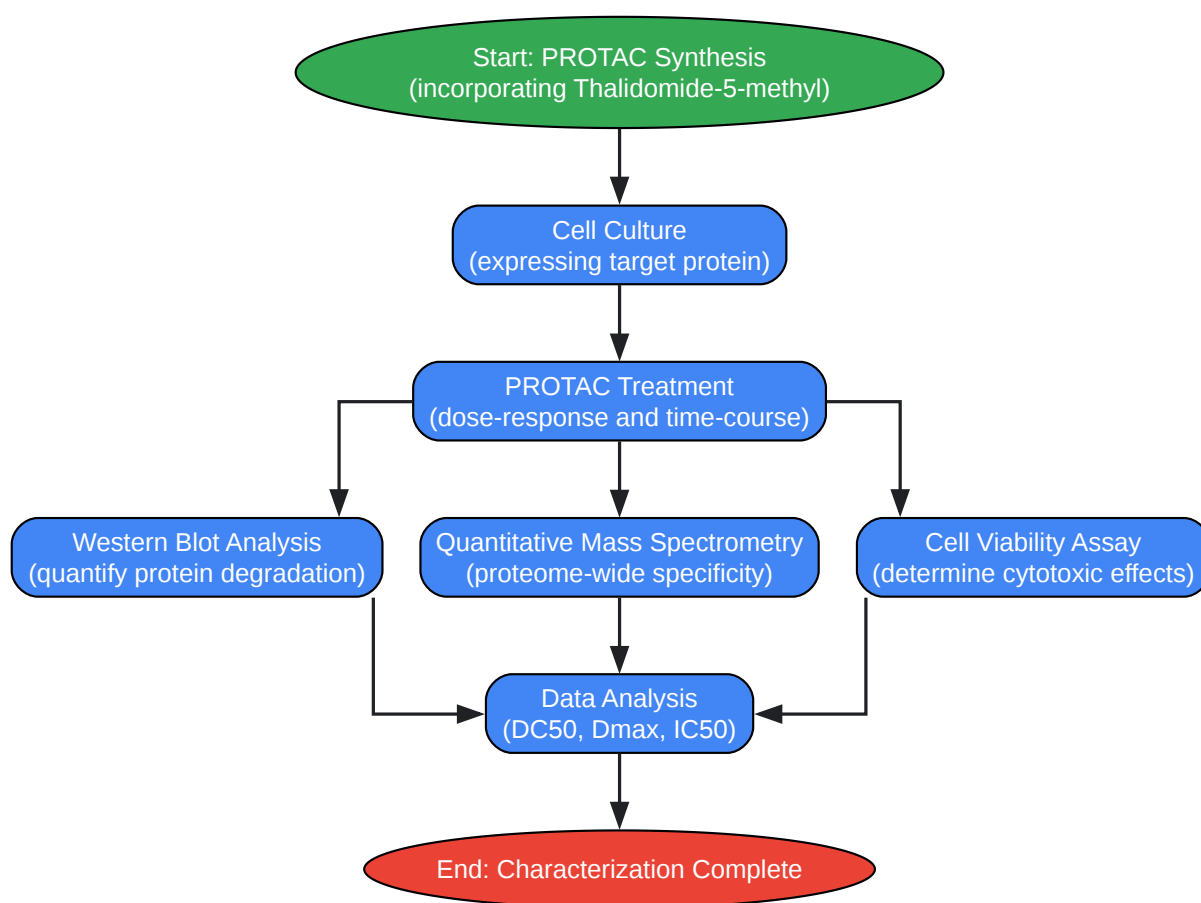 Start: PROTAC Synthesis
(incorporating Thalidomide-5-methyl)
Cell Culture
(expressing target protein)
PROTAC Treatment
(dose-response and time-course)
Western Blot Analysis
(quantify protein degradation)
Quantitative Mass Spectrometry
(proteome-wide specificity)
Cell Viability Assay
(determine cytotoxic effects)
Data Analysis
(DC50, Dmax, IC50)
End: Characterization Complete